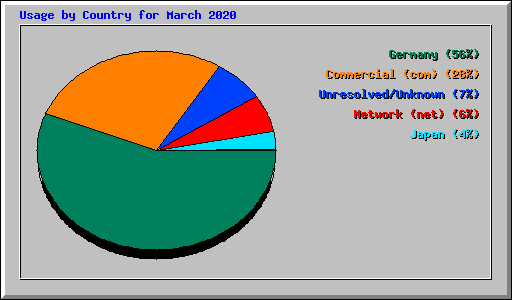 Usage by Country for March 2020
Germany (56%)
Commercial (com) (28%)
Unresolved/Unknown (7%)
Network (net) (6%)
Japan (4%)